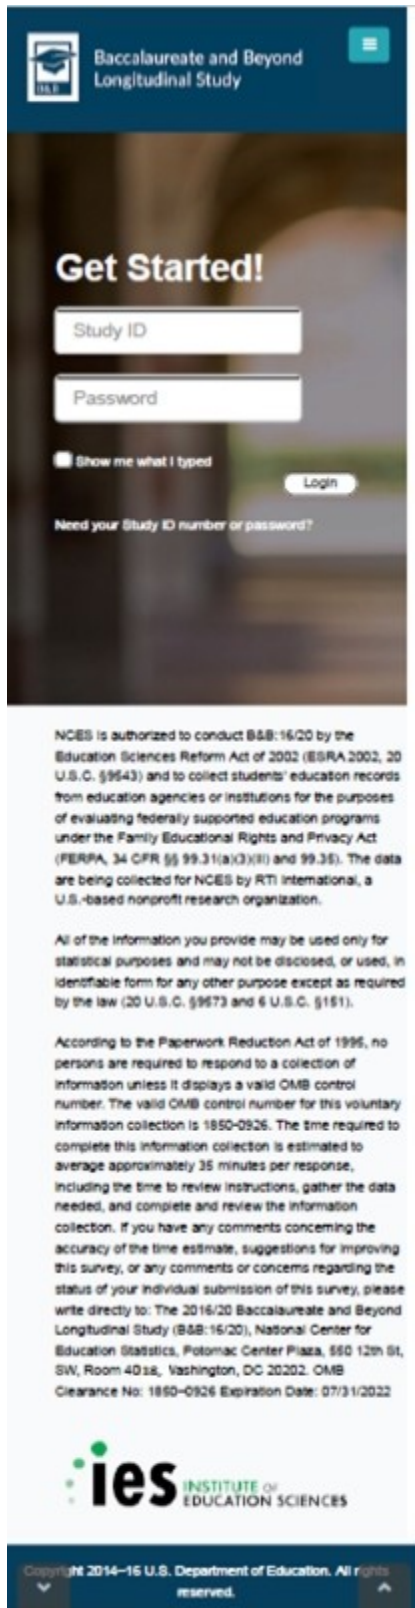 B&B
Baccalaureate and Beyond
Longitudinal Study
Get Started!
Study ID
Password
Show me what I typed
Login
Need your Study ID number or password?
NCES is authorized to conduct B&B:16/20 by the
Education Sciences Reform Act of 2002 (ESRA 2002, 20
U.S.C. §9543) and to collect students' education records
from education agencies or institutions for the purposes
of evaluating federally supported education programs
under the Family Educational Rights and Privacy Act
(FERPA, 34 CFR §§ 99.31(a)(3)(iii) and 99.35). The data
are being collected for NCES by RTI International, a
U.S.-based nonprofit research organization.
All of the information you provide may be used only for
statistical purposes and may not be disclosed, or used, in
identifiable form for any other purpose except as required
by the law (20 U.S.C. §9573 and 6 U.S.C. §151).
According to the Paperwork Reduction Act of 1995, no
persons are required to respond to a collection of
information unless it displays a valid OMB control
number. The valid OMB control number for this voluntary
information collection is 1850-0926. The time required to
complete this information collection is estimated to
average approximately 35 minutes per response,
including the time to review instructions, gather the data
needed, and complete and review the information
collection. If you have any comments concerning the
accuracy of the time estimate, suggestions for improving
this survey, or any comments or concerns regarding the
status of your individual submission of this survey, please
write directly to: The 2016/20 Baccalaureate and Beyond
Longitudinal Study (B&B:16/20), National Center for
Education Statistics, Potomac Center Plaza, 550 12th St,
SW, Room 4018, Washington, DC 20202. OMB
Clearance No: 1850–0926 Expiration Date: 07/31/2022
ies INSTITUTE OF
EDUCATION SCIENCES
Copyright 2014–16 U.S. Department of Education. All rights
reserved.